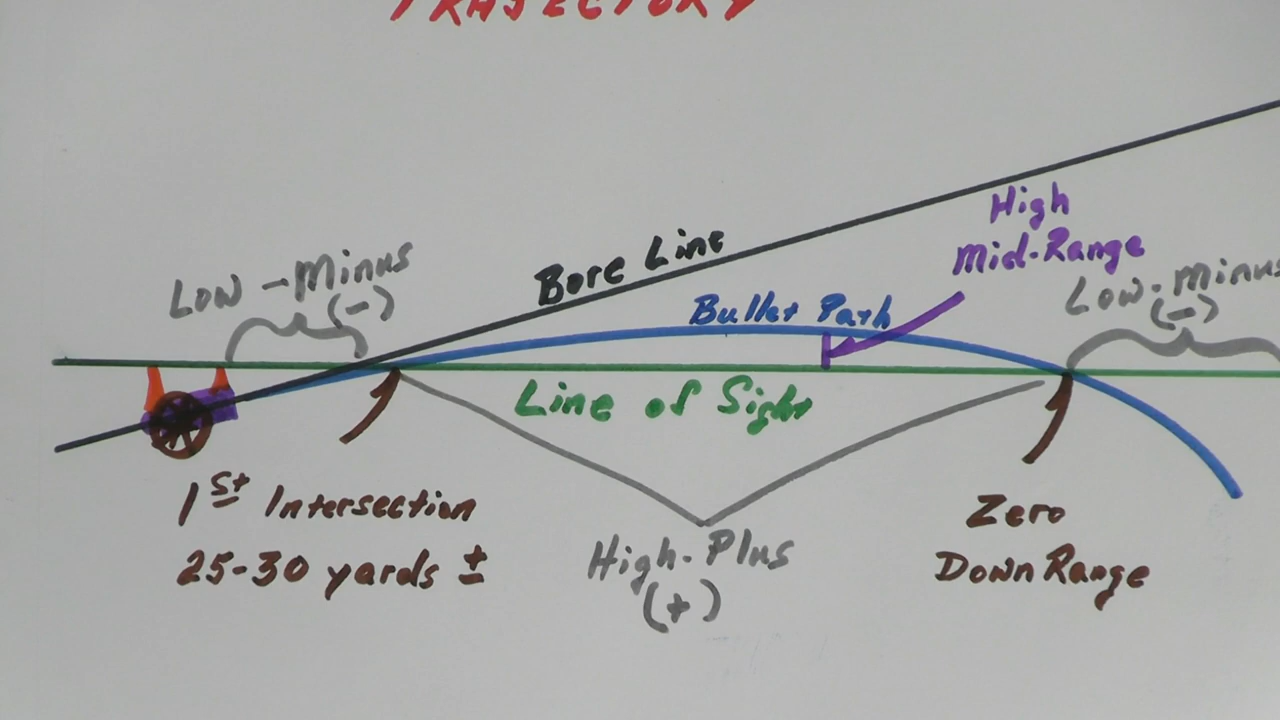 TRAJECTORY
Bore Line
High
Mid-Range
Low-Minus
(-)
Low-Minus
(-)
Bullet Path
Line of Sight
1st Intersection
25-30 yards ±
High-Plus
(+)
Zero
Down Range